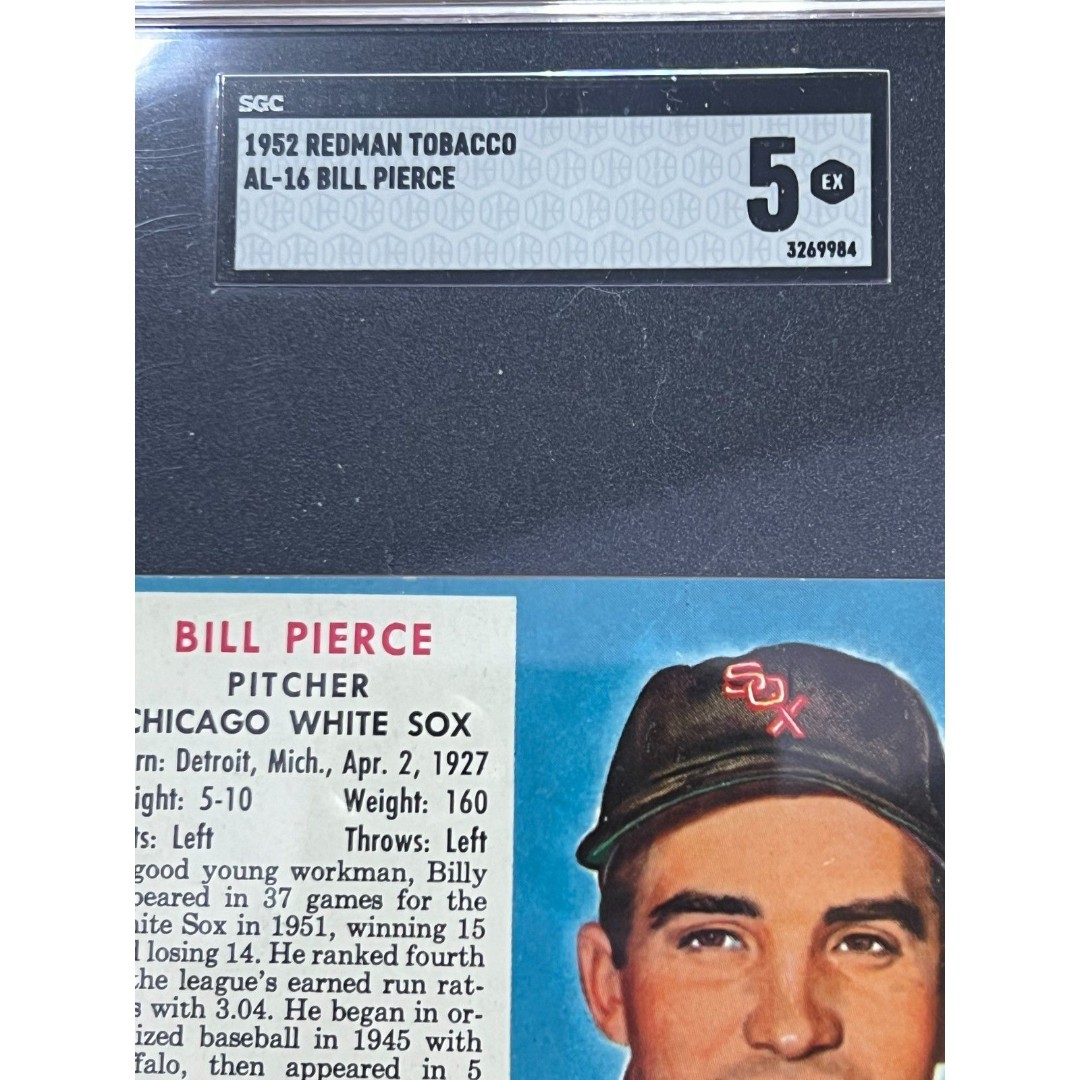 SGC
1952 REDMAN TOBACCO
AL-16 BILL PIERCE
5 EX
3269984
BILL PIERCE
PITCHER
CHICAGO WHITE SOX
rn: Detroit, Mich., Apr. 2, 1927
ight: 5-10 Weight: 160
ts: Left Throws: Left
good young workman, Billy
peared in 37 games for the
hite Sox in 1951, winning 15
d losing 14. He ranked fourth
the league's earned run rat-
s with 3.04. He began in or-
ized baseball in 1945 with
ffalo, then appeared in 5
SOX